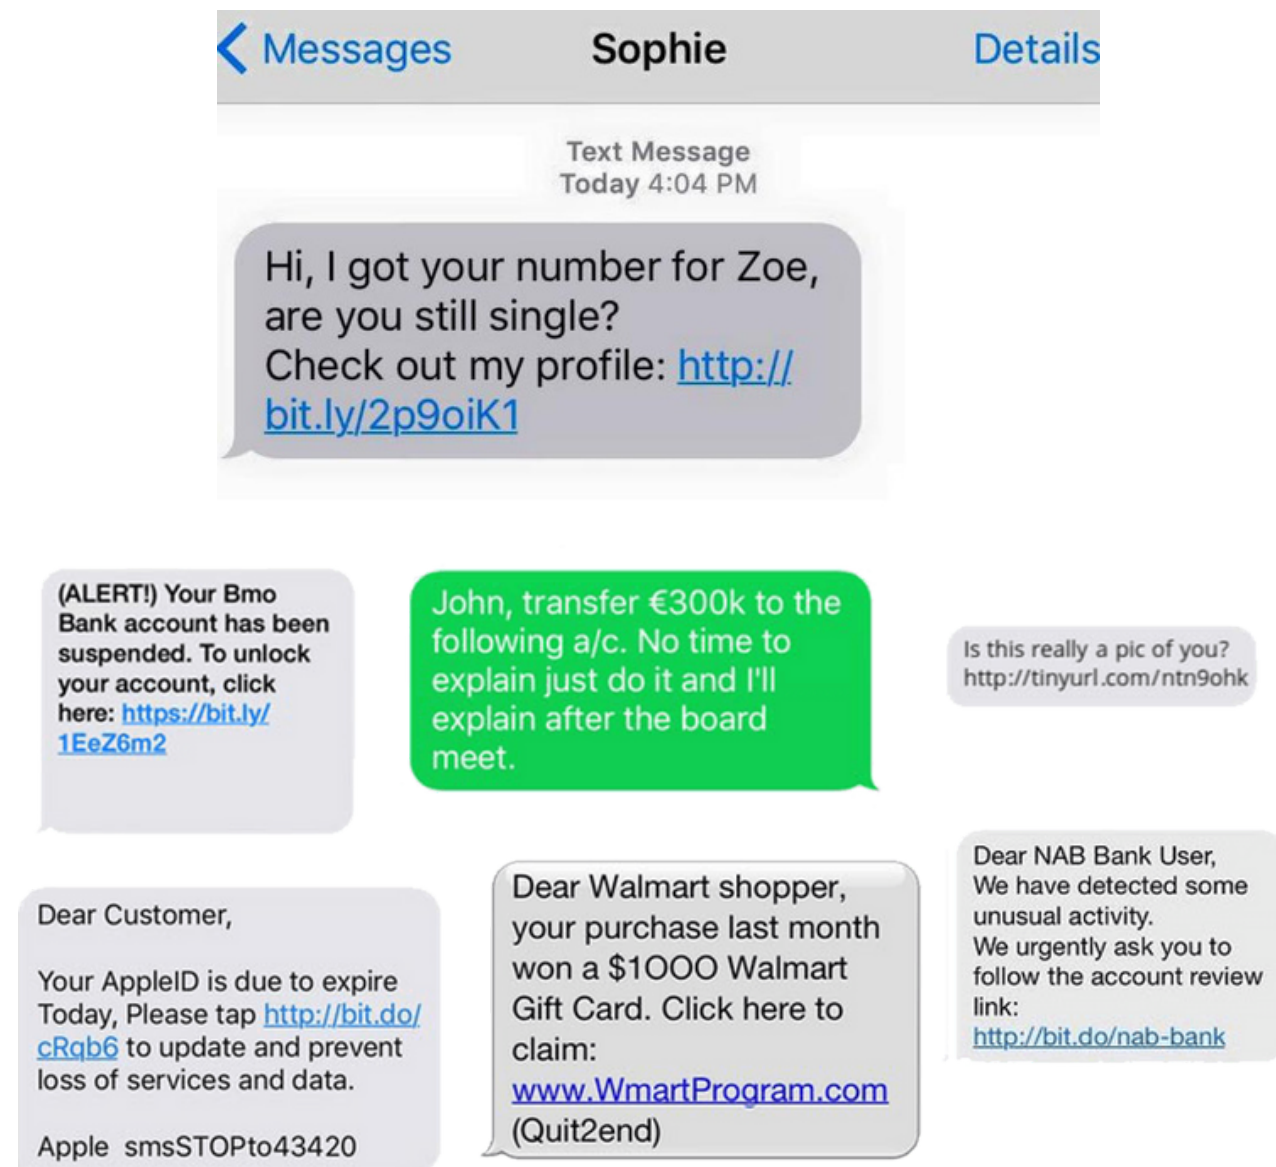 Messages Sophie Details
Text Message
Today 4:04 PM
Hi, I got your number for Zoe,
are you still single?
Check out my profile: http://
bit.ly/2p9oiK1
(ALERT!) Your Bmo
Bank account has been
suspended. To unlock
your account, click
here: https://bit.ly/
1EeZ6m2
John, transfer €300k to the
following a/c. No time to
explain just do it and I'll
explain after the board
meet.
Is this really a pic of you?
http://tinyurl.com/ntn9ohk
Dear Customer,
Your AppleID is due to expire
Today, Please tap http://bit.do/
cRqb6 to update and prevent
loss of services and data.
Apple smsSTOPto43420
Dear Walmart shopper,
your purchase last month
won a $1OOO Walmart
Gift Card. Click here to
claim:
www.WmartProgram.com
(Quit2end)
Dear NAB Bank User,
We have detected some
unusual activity.
We urgently ask you to
follow the account review
link:
http://bit.do/nab-bank